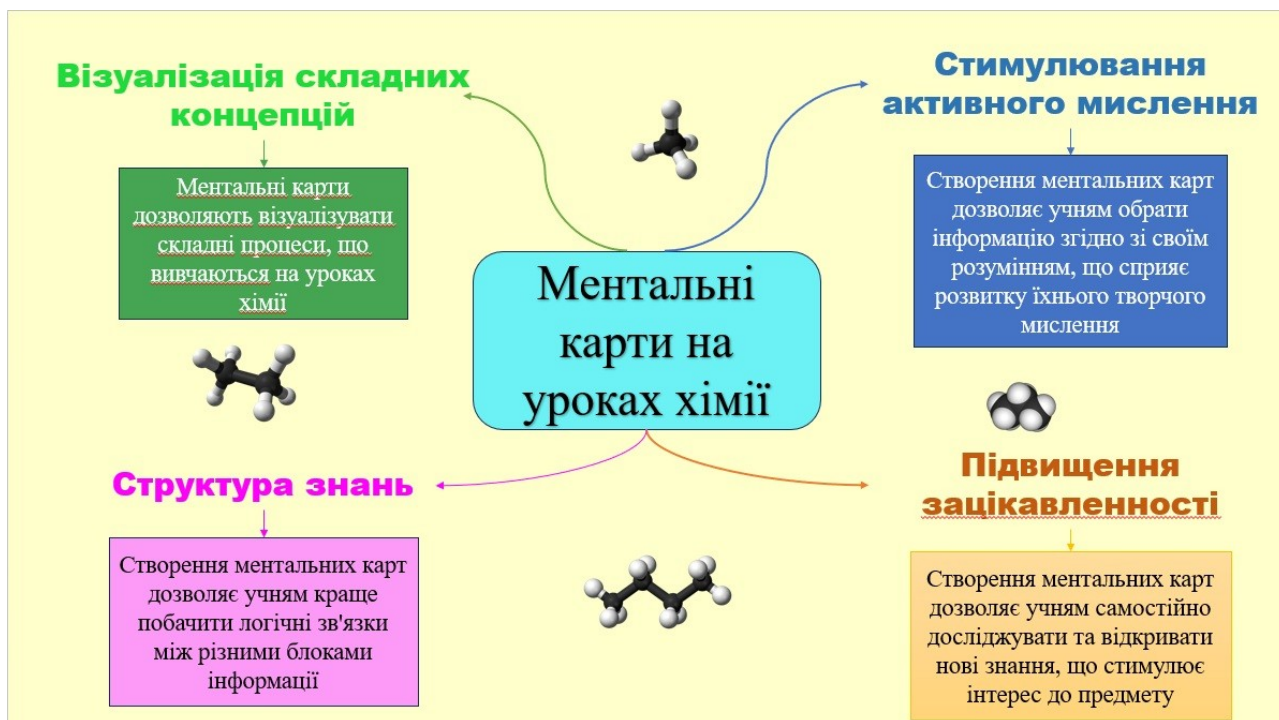 Візуалізація складних
концепцій
Ментальні карти
дозволяють візуалізувати
складні процеси, що
вивчаються на уроках
хімії
Стимулювання
активного мислення
Створення ментальних карт
дозволяє учням обрати
інформацію згідно зі своїм
розумінням, що сприяє
розвитку їхнього творчого
мислення
Ментальні
карти на
уроках хімії
Структура знань
Створення ментальних карт
дозволяє учням краще
побачити логічні зв'язки
між різними блоками
інформації
Підвищення
зацікавленності
Створення ментальних карт
дозволяє учням самостійно
досліджувати та відкривати
нові знання, що стимулює
інтерес до предмету